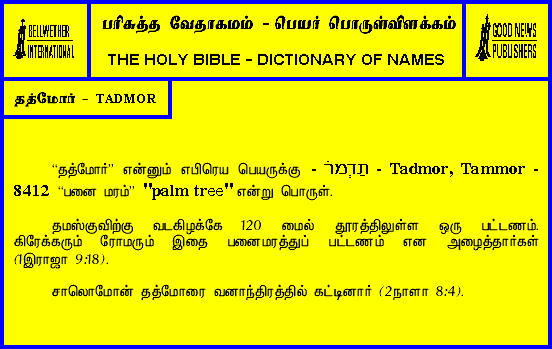 BELLWETHER
INTERNATIONAL
பரிசுத்த வேதாகமம் - பெயர் பொருள்விளக்கம்
THE HOLY BIBLE - DICTIONARY OF NAMES
GOOD NEWS
PUBLISHERS
தத்மோர் - TADMOR
“தத்மோர்” என்னும் எபிரெய பெயருக்கு - תַּדְמֹר - Tadmor, Tammor -
8412 “பனை மரம்” "palm tree" என்று பொருள்.
தமஸ்குவிற்கு வடகிழக்கே 120 மைல் தூரத்திலுள்ள ஒரு பட்டணம்.
கிரேக்கரும் ரோமரும் இதை பனைமரத்துப் பட்டணம் என அழைத்தார்கள்
(1இராஜா 9:18).
சாலொமோன் தத்மோரை வனாந்திரத்தில் கட்டினார் (2நாளா 8:4).